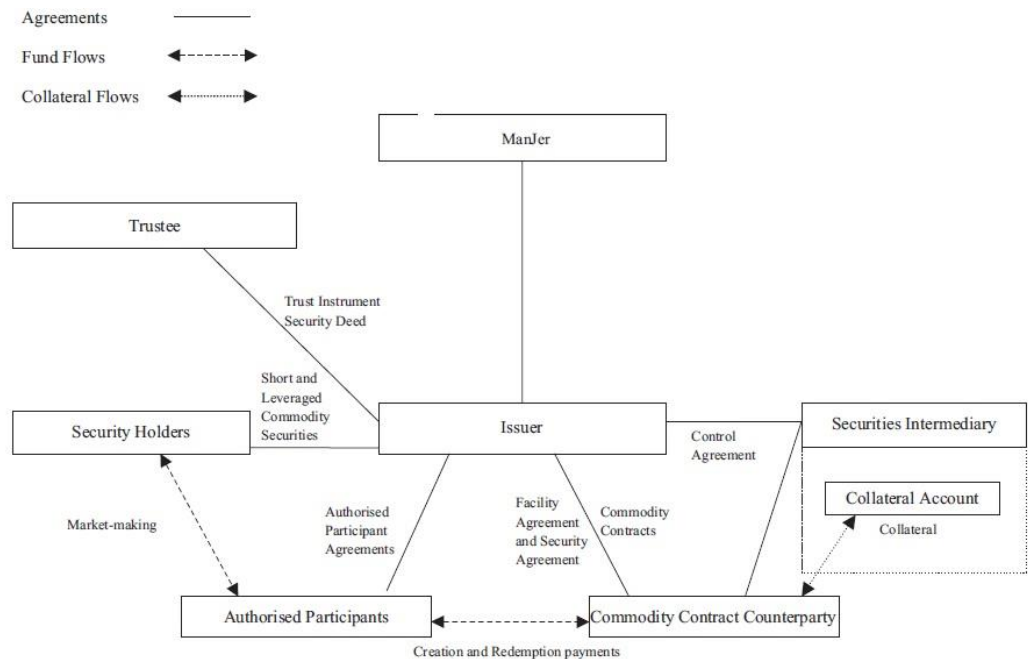 Agreements
Fund Flows
Collateral Flows
ManJer
Trustee
Trust Instrument
Security Deed
Short and
Leveraged
Commodity
Securities
Security Holders
Issuer
Securities Intermediary
Control
Agreement
Collateral Account
Collateral
Market-making
Authorised
Participant
Agreements
Facility
Agreement
and Security
Agreement
Commodity
Contracts
Authorised Participants
Commodity Contract Counterparty
Creation and Redemption payments